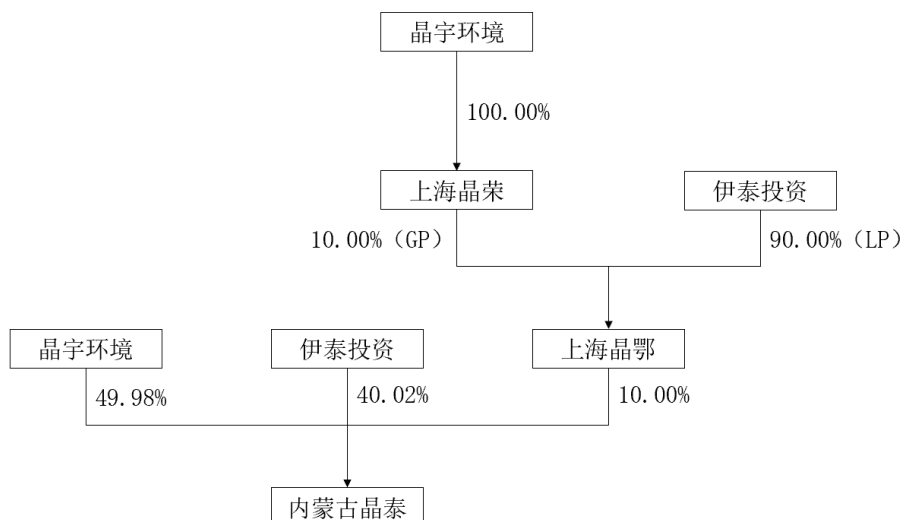 晶宇环境
100.00%
上海晶荣
伊泰投资
10.00%（GP）
90.00%（LP）
晶宇环境
伊泰投资
上海晶鄂
49.98%
40.02%
10.00%
内蒙古晶泰